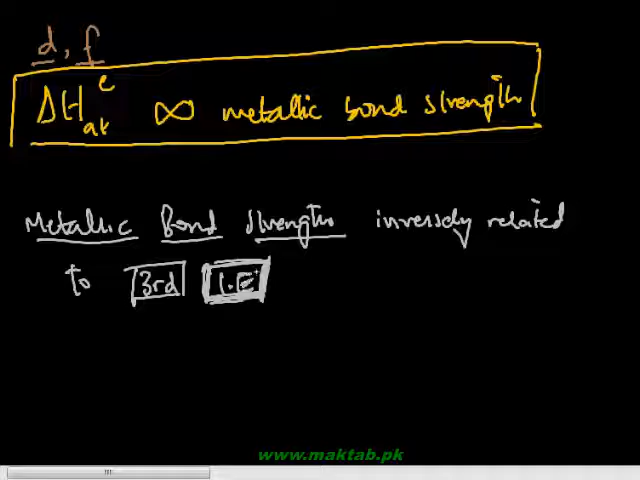 d, f
ΔH at ⊖ ∝ metallic bond strength
Metallic Bond strength inversely related
to 3rd I.E
www.maktab.pk